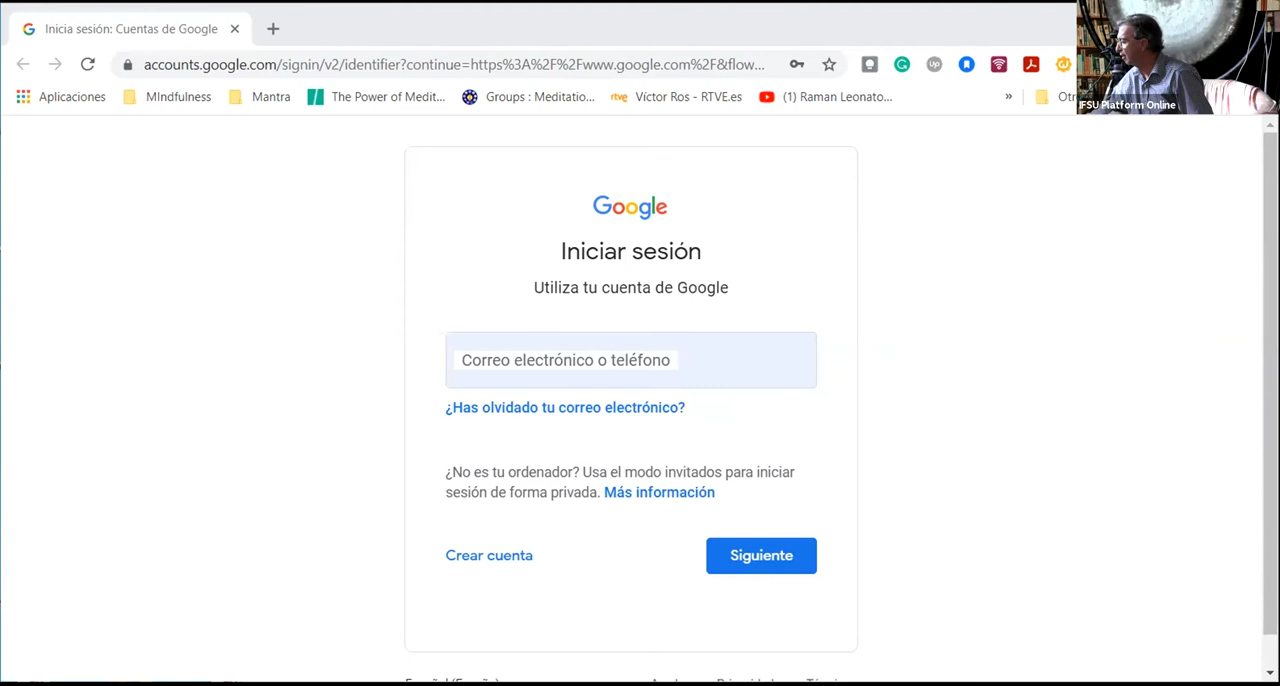 Inicia sesión: Cuentas de Google
accounts.google.com/signin/v2/identifier?continue=https%3A%2F%2Fwww.google.com%2F&flow...
Aplicaciones MIndfulness Mantra The Power of Medit... Groups : Meditatio... rtve Víctor Ros - RTVE.es (1) Raman Leonato... » Otr
IFSU Platform Online
Google
Iniciar sesión
Utiliza tu cuenta de Google
Correo electrónico o teléfono
¿Has olvidado tu correo electrónico?
¿No es tu ordenador? Usa el modo invitados para iniciar
sesión de forma privada. Más información
Crear cuenta Siguiente